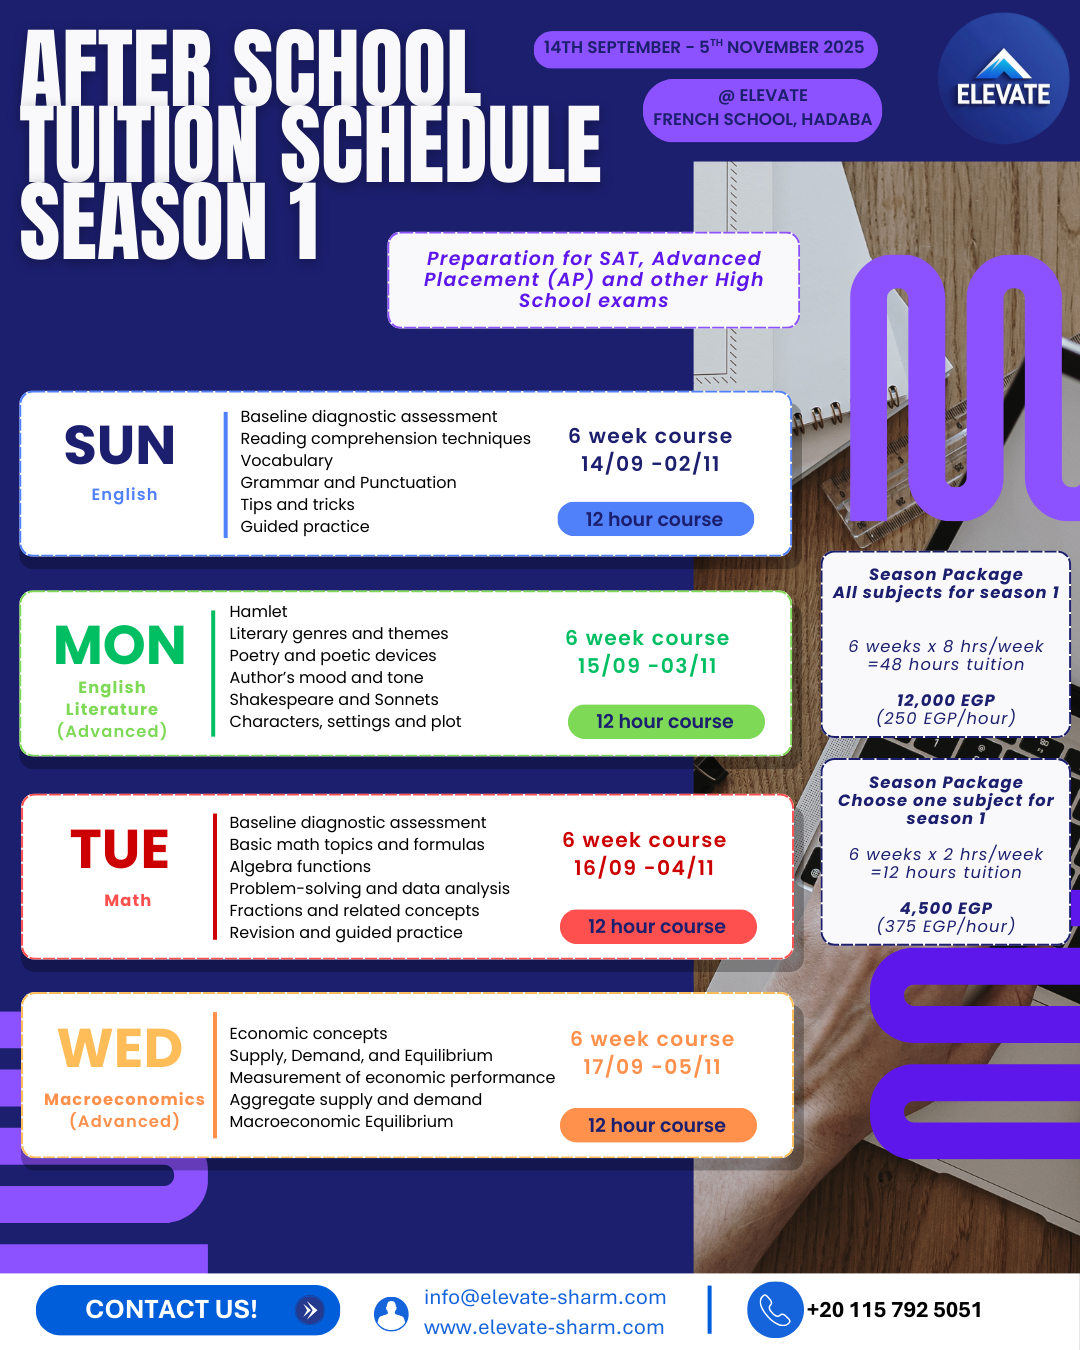 AFTER SCHOOL
TUITION SCHEDULE
SEASON 1
14TH SEPTEMBER - 5TH NOVEMBER 2025
@ ELEVATE
FRENCH SCHOOL, HADABA
ELEVATE
Preparation for SAT, Advanced
Placement (AP) and other High
School exams
SUN
English
Baseline diagnostic assessment
Reading comprehension techniques
Vocabulary
Grammar and Punctuation
Tips and tricks
Guided practice
6 week course
14/09 -02/11
12 hour course
MON
English
Literature
(Advanced)
Hamlet
Literary genres and themes
Poetry and poetic devices
Author's mood and tone
Shakespeare and Sonnets
Characters, settings and plot
6 week course
15/09 -03/11
12 hour course
TUE
Math
Baseline diagnostic assessment
Basic math topics and formulas
Algebra functions
Problem-solving and data analysis
Fractions and related concepts
Revision and guided practice
6 week course
16/09 -04/11
12 hour course
WED
Macroeconomics
(Advanced)
Economic concepts
Supply, Demand, and Equilibrium
Measurement of economic performance
Aggregate supply and demand
Macroeconomic Equilibrium
6 week course
17/09 -05/11
12 hour course
Season Package
All subjects for season 1
6 weeks x 8 hrs/week
=48 hours tuition
12,000 EGP
(250 EGP/hour)
Season Package
Choose one subject for
season 1
6 weeks x 2 hrs/week
=12 hours tuition
4,500 EGP
(375 EGP/hour)
CONTACT US!
info@elevate-sharm.com
www.elevate-sharm.com
+20 115 792 5051